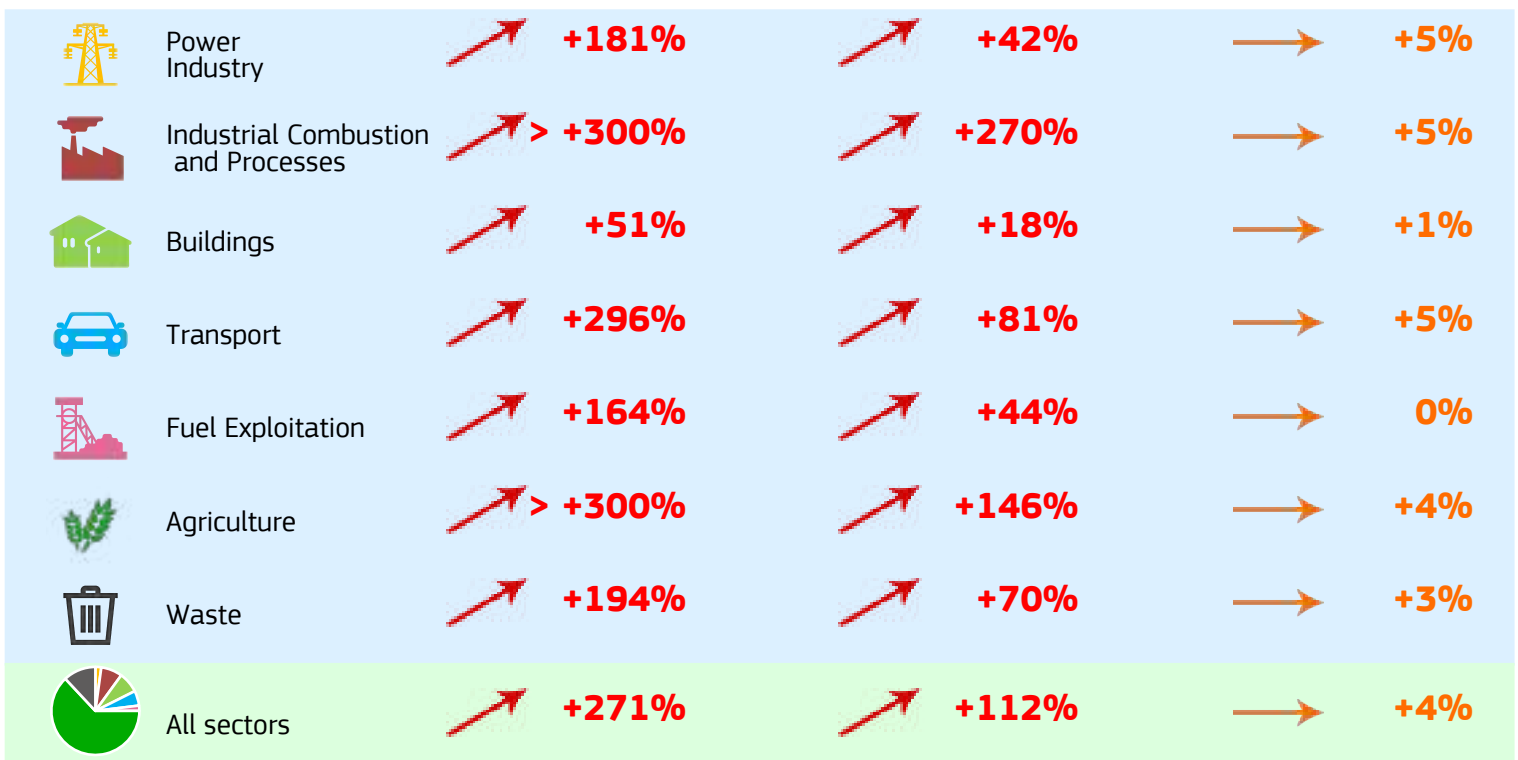 Power
Industry
+181%
+42%
+5%
Industrial Combustion
and Processes
> +300%
+270%
+5%
Buildings
+51%
+18%
+1%
Transport
+296%
+81%
+5%
Fuel Exploitation
+164%
+44%
0%
Agriculture
> +300%
+146%
+4%
Waste
+194%
+70%
+3%
All sectors
+271%
+112%
+4%